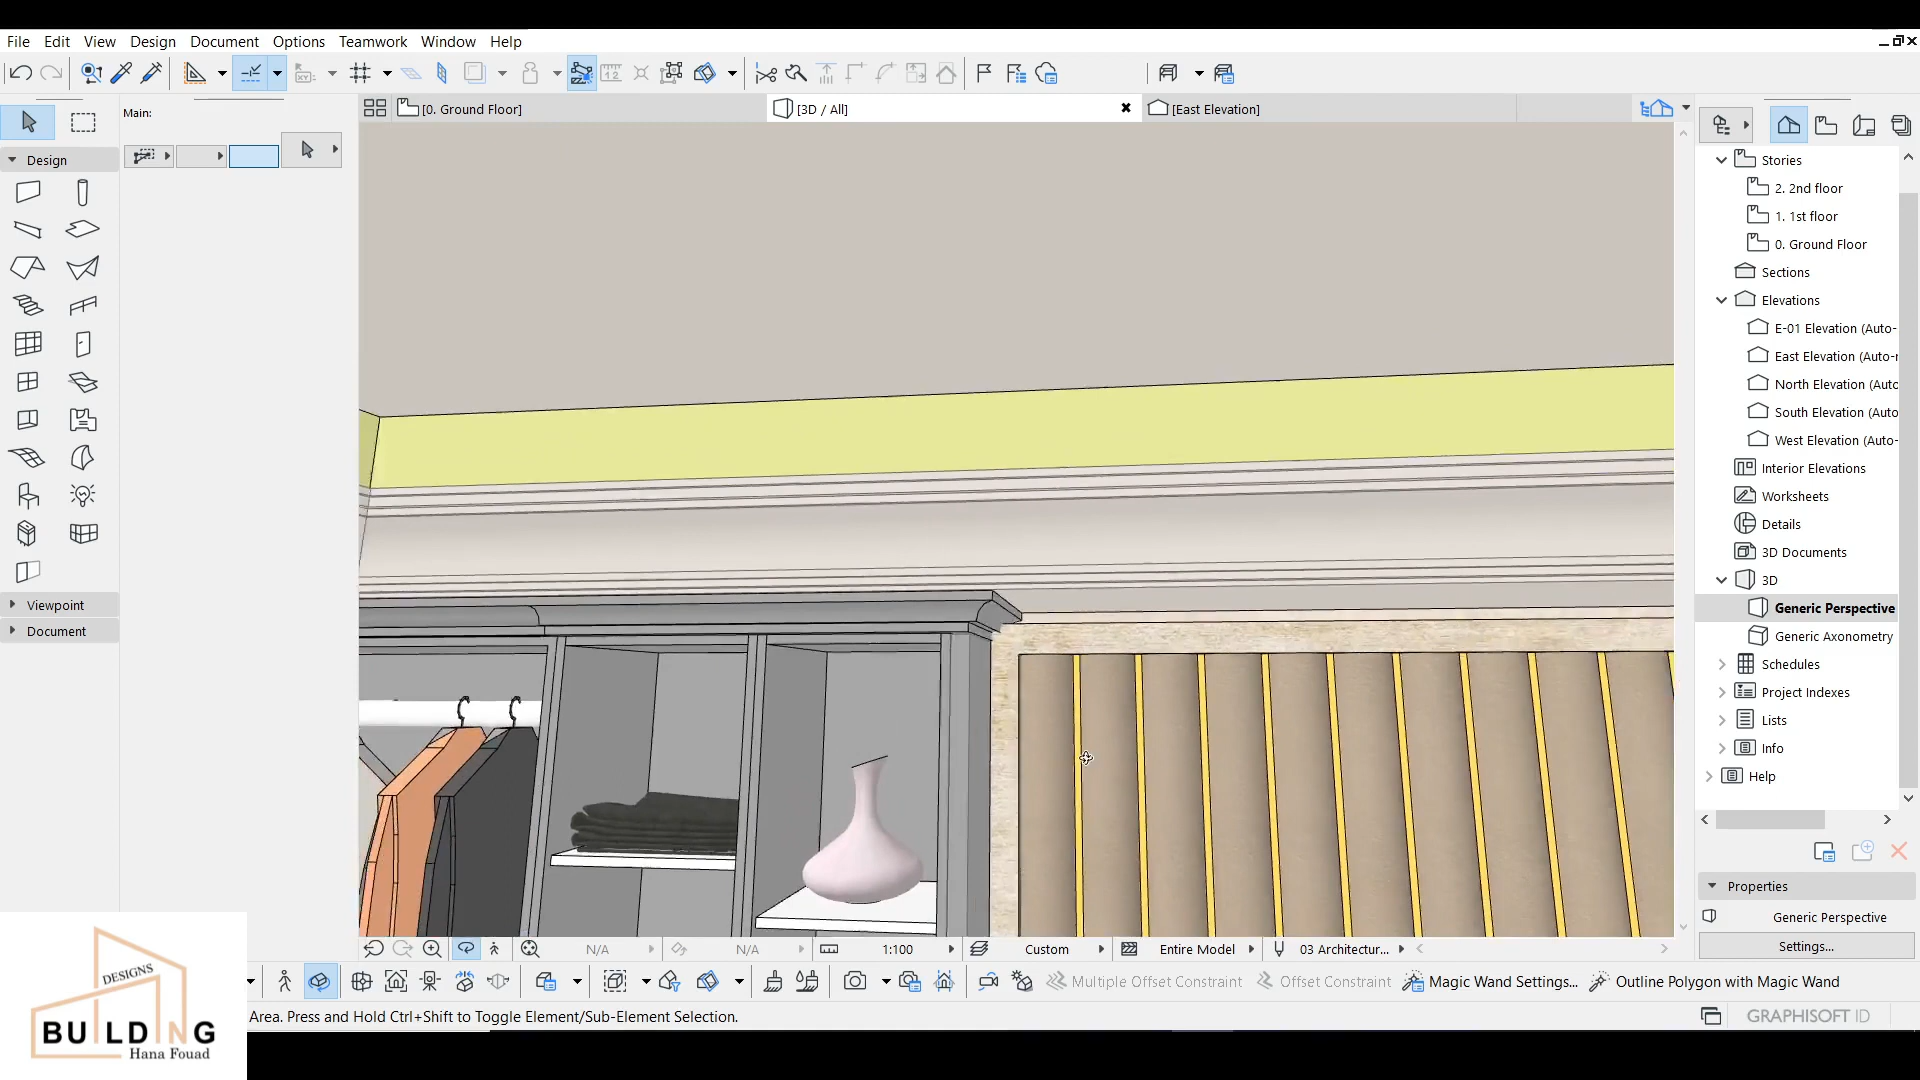 File Edit View Design Document Options Teamwork Window Help
[0. Ground Floor]
[3D / All]
[East Elevation]
Main:
Design
Viewpoint
Document
Stories
2. 2nd floor
1. 1st floor
0. Ground Floor
Sections
Elevations
E-01 Elevation (Auto-
East Elevation (Auto-r
North Elevation (Auto
South Elevation (Auto
West Elevation (Auto-
Interior Elevations
Worksheets
Details
3D Documents
3D
Generic Perspective
Generic Axonometry
Schedules
Project Indexes
Lists
Info
Help
Properties
Generic Perspective
Settings...
N/A N/A 1:100 Custom Entire Model 03 Architectur...
Multiple Offset Constraint Offset Constraint Magic Wand Settings... Outline Polygon with Magic Wand
Area. Press and Hold Ctrl+Shift to Toggle Element/Sub-Element Selection.
GRAPHISOFT ID
DESIGNS
BUILDING
Hana Fouad